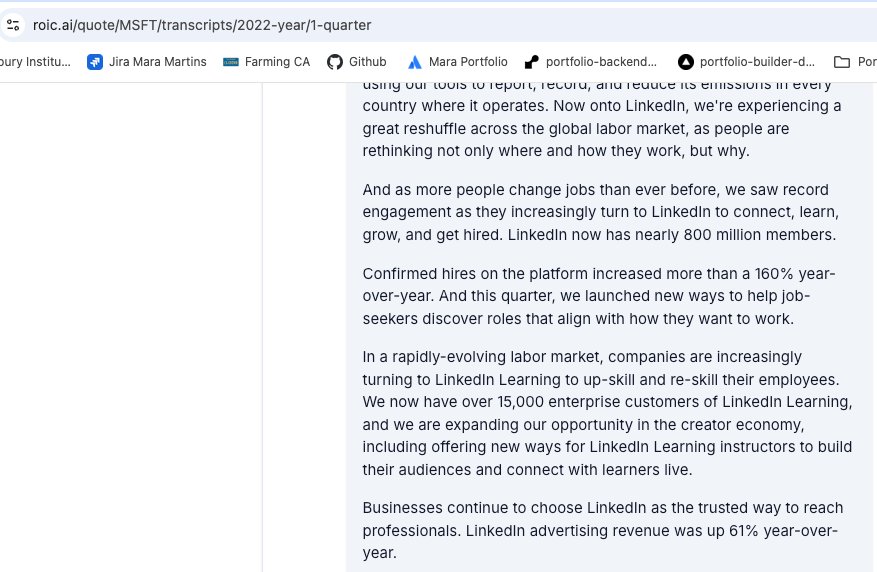 roic.ai/quote/MSFT/transcripts/2022-year/1-quarter
oury Institu... Jira Mara Martins Farming CA Github Mara Portfolio portfolio-backend... portfolio-builder-d... Por
using our tools to report, record, and reduce its emissions in every
country where it operates. Now onto LinkedIn, we're experiencing a
great reshuffle across the global labor market, as people are
rethinking not only where and how they work, but why.
And as more people change jobs than ever before, we saw record
engagement as they increasingly turn to LinkedIn to connect, learn,
grow, and get hired. LinkedIn now has nearly 800 million members.
Confirmed hires on the platform increased more than a 160% year-
over-year. And this quarter, we launched new ways to help job-
seekers discover roles that align with how they want to work.
In a rapidly-evolving labor market, companies are increasingly
turning to LinkedIn Learning to up-skill and re-skill their employees.
We now have over 15,000 enterprise customers of LinkedIn Learning,
and we are expanding our opportunity in the creator economy,
including offering new ways for LinkedIn Learning instructors to build
their audiences and connect with learners live.
Businesses continue to choose LinkedIn as the trusted way to reach
professionals. LinkedIn advertising revenue was up 61% year-over-
year.